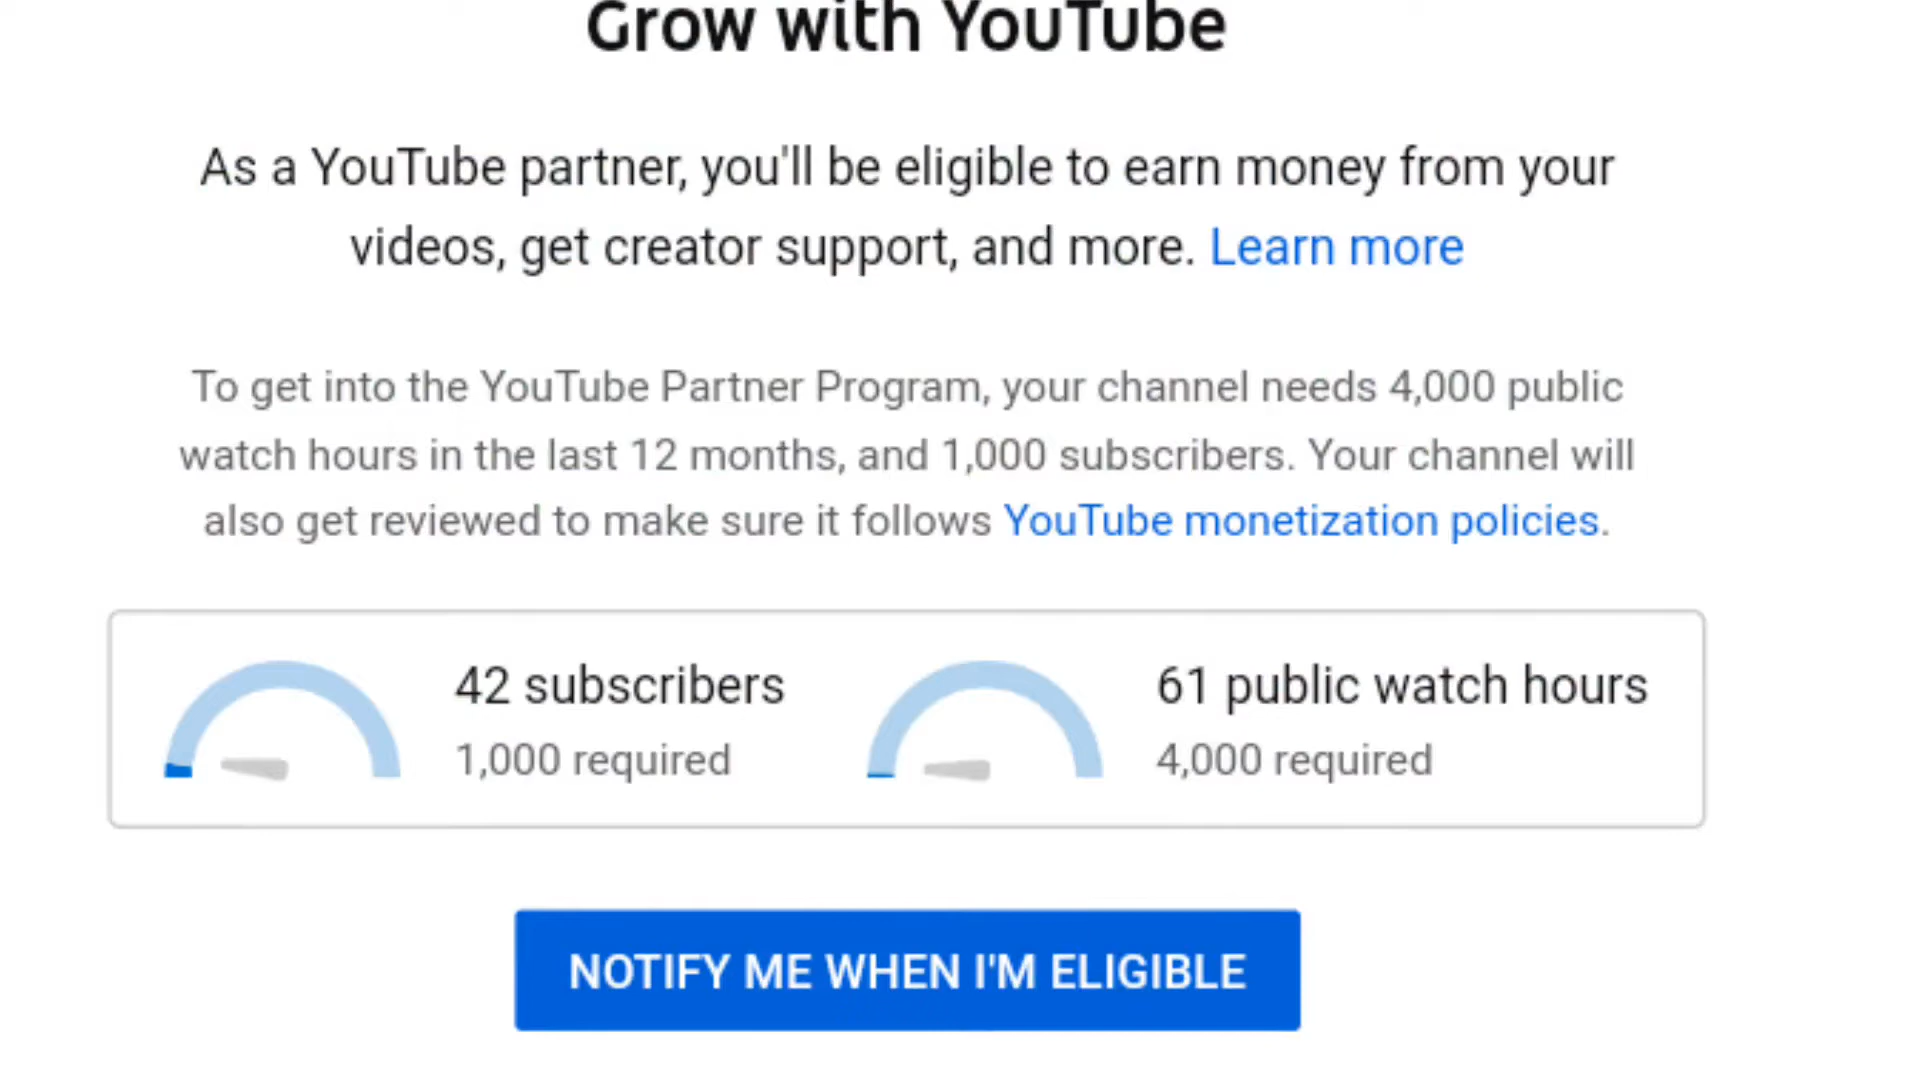 Grow with YouTube
As a YouTube partner, you'll be eligible to earn money from your
videos, get creator support, and more. Learn more
To get into the YouTube Partner Program, your channel needs 4,000 public
watch hours in the last 12 months, and 1,000 subscribers. Your channel will
also get reviewed to make sure it follows YouTube monetization policies.
42 subscribers
1,000 required
61 public watch hours
4,000 required
NOTIFY ME WHEN I'M ELIGIBLE